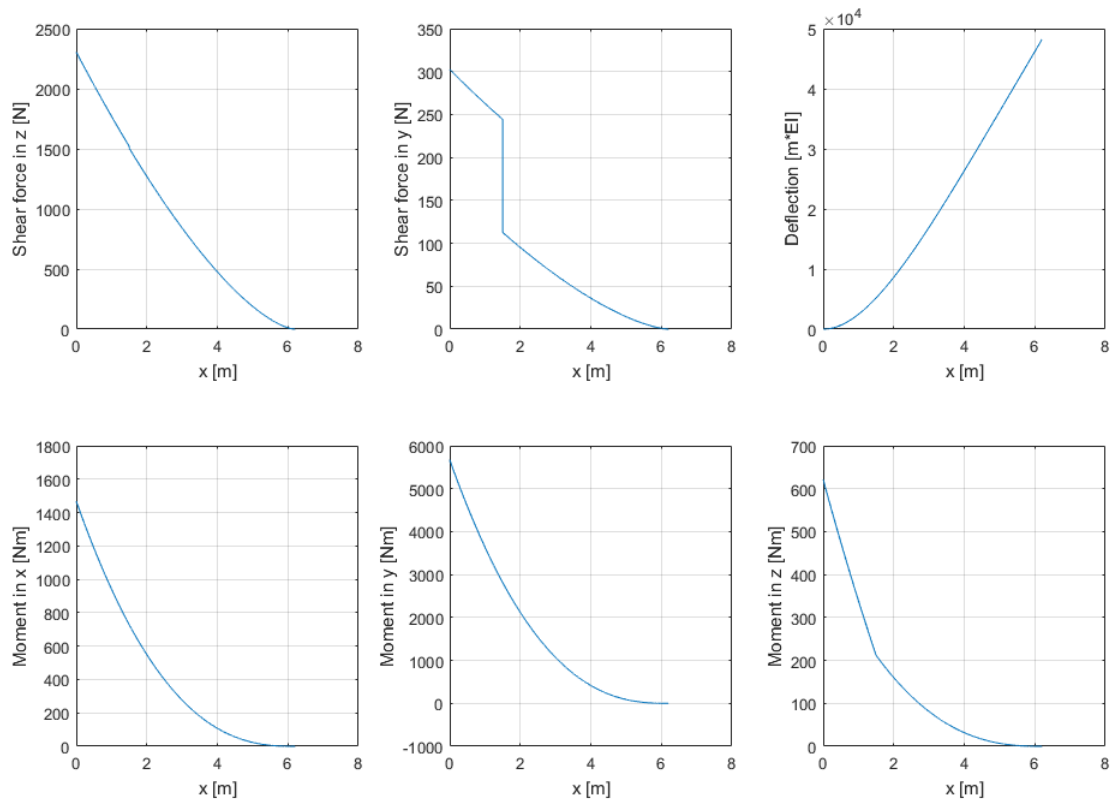 Shear force in z [N]
2500
2000
1500
1000
500
0
0 2 4 6 8
x [m]
Shear force in y [N]
350
300
250
200
150
100
50
0
0 2 4 6 8
x [m]
Deflection [m*EI]
×10⁴
5
4
3
2
1
0
0 2 4 6 8
x [m]
Moment in x [Nm]
1800
1600
1400
1200
1000
800
600
400
200
0
0 2 4 6 8
x [m]
Moment in y [Nm]
6000
5000
4000
3000
2000
1000
0
-1000
0 2 4 6 8
x [m]
Moment in z [Nm]
700
600
500
400
300
200
100
0
0 2 4 6 8
x [m]